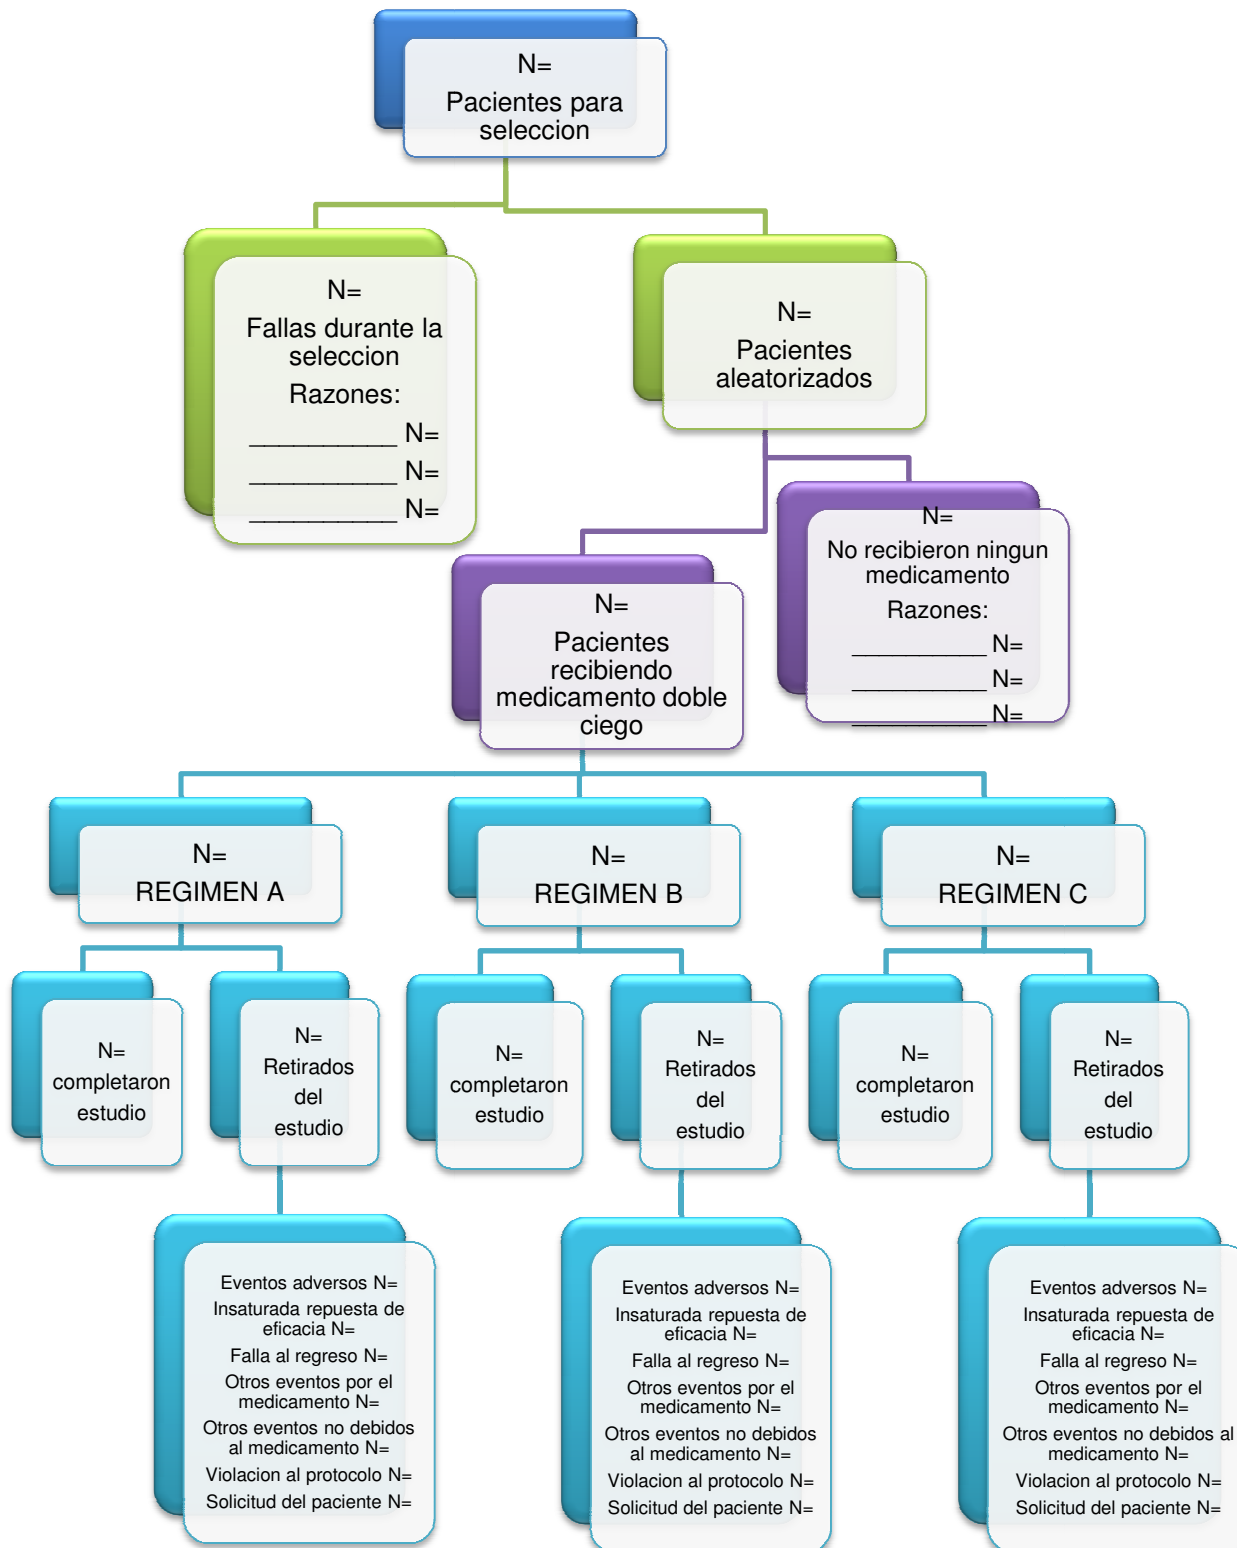 N=
Pacientes para
seleccion
N=
Fallas durante la
seleccion
Razones:
__________ N=
__________ N=
__________ N=
N=
Pacientes
aleatorizados
N=
No recibieron ningun
medicamento
Razones:
__________ N=
__________ N=
__________ N=
N=
Pacientes
recibiendo
medicamento doble
ciego
N=
REGIMEN A
N=
REGIMEN B
N=
REGIMEN C
N=
completaron
estudio
N=
Retirados
del
estudio
N=
completaron
estudio
N=
Retirados
del
estudio
N=
completaron
estudio
N=
Retirados
del
estudio
Eventos adversos N=
Insaturada repuesta de
eficacia N=
Falla al regreso N=
Otros eventos por el
medicamento N=
Otros eventos no debidos
al medicamento N=
Violacion al protocolo N=
Solicitud del paciente N=
Eventos adversos N=
Insaturada repuesta de
eficacia N=
Falla al regreso N=
Otros eventos por el
medicamento N=
Otros eventos no debidos
al medicamento N=
Violacion al protocolo N=
Solicitud del paciente N=
Eventos adversos N=
Insaturada repuesta de
eficacia N=
Falla al regreso N=
Otros eventos por el
medicamento N=
Otros eventos no debidos al
medicamento N=
Violacion al protocolo N=
Solicitud del paciente N=